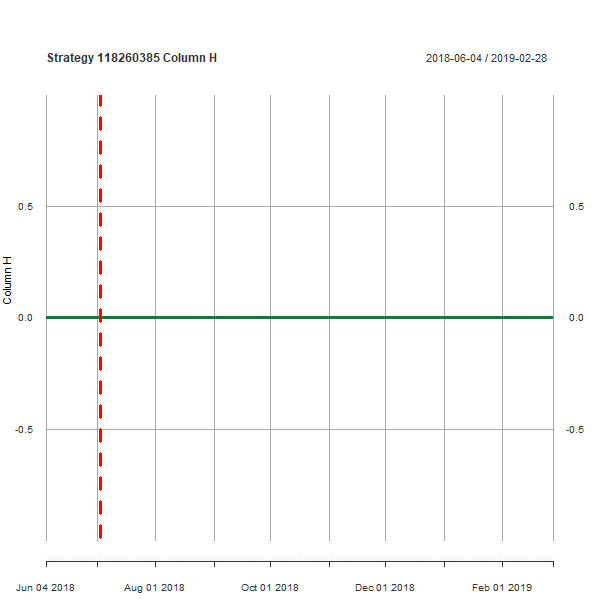 Strategy 118260385 Column H
2018-06-04 / 2019-02-28
0.5
0.5
Column H
0.0
0.0
-0.5
-0.5
Jun 04 2018
Aug 01 2018
Oct 01 2018
Dec 01 2018
Feb 01 2019